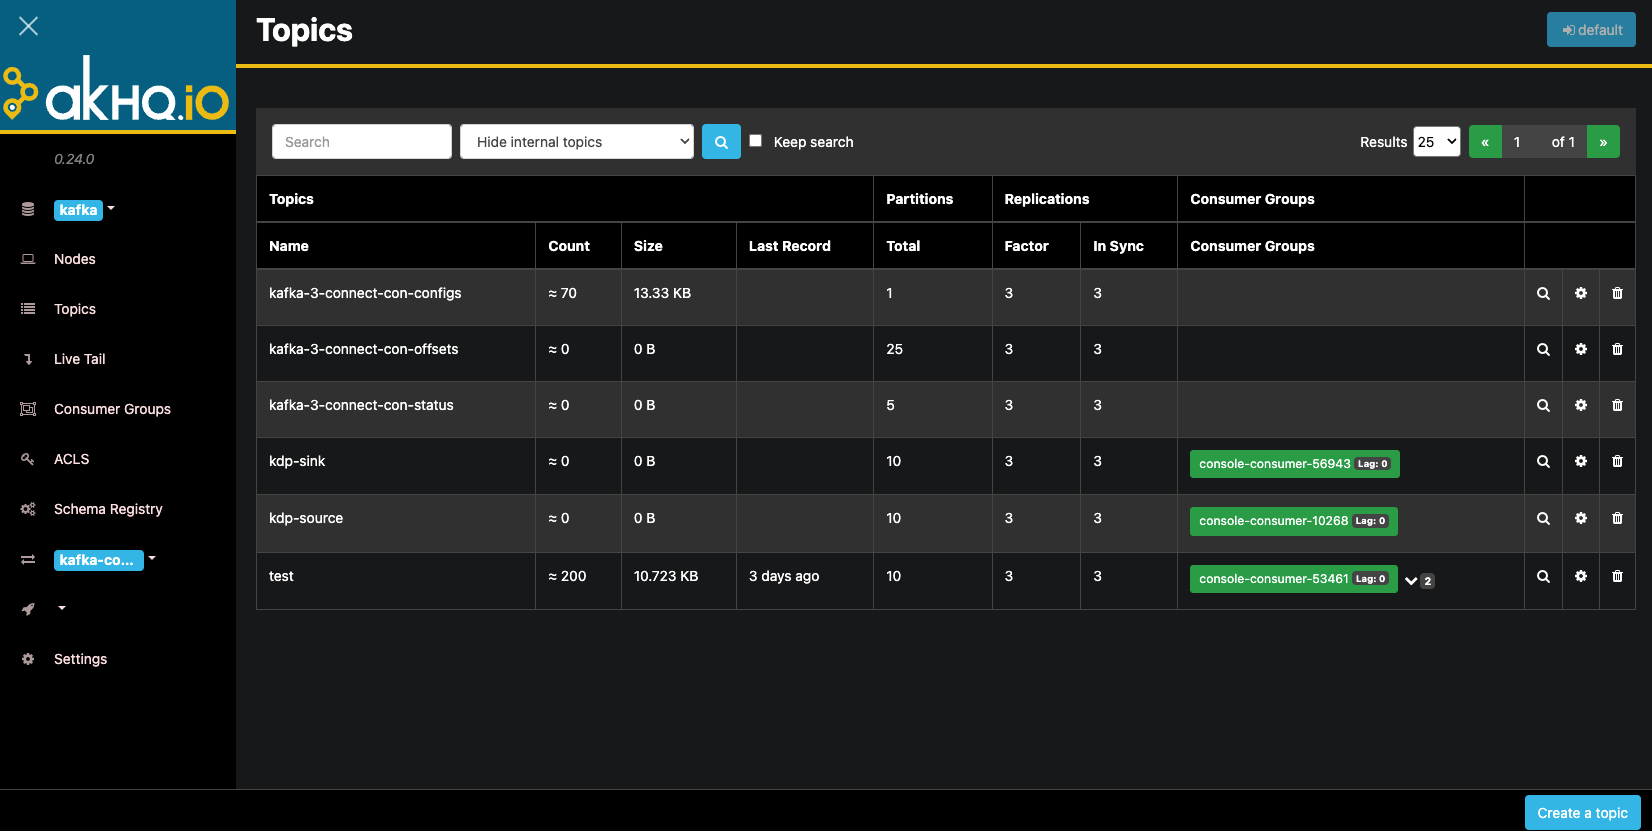 Topics
default
akHQ.io
0.24.0
kafka
Nodes
Topics
Live Tail
Consumer Groups
ACLS
Schema Registry
kafka-co...
Settings
Search
Hide internal topics
Keep search
Results 25 « 1 of 1 »
Topics Partitions Replications Consumer Groups
Name Count Size Last Record Total Factor In Sync Consumer Groups
kafka-3-connect-con-configs ≈ 70 13.33 KB 1 3 3
kafka-3-connect-con-offsets ≈ 0 0 B 25 3 3
kafka-3-connect-con-status ≈ 0 0 B 5 3 3
kdp-sink ≈ 0 0 B 10 3 3 console-consumer-56943 Lag: 0
kdp-source ≈ 0 0 B 10 3 3 console-consumer-10268 Lag: 0
test ≈ 200 10.723 KB 3 days ago 10 3 3 console-consumer-53461 Lag: 0 2
Create a topic